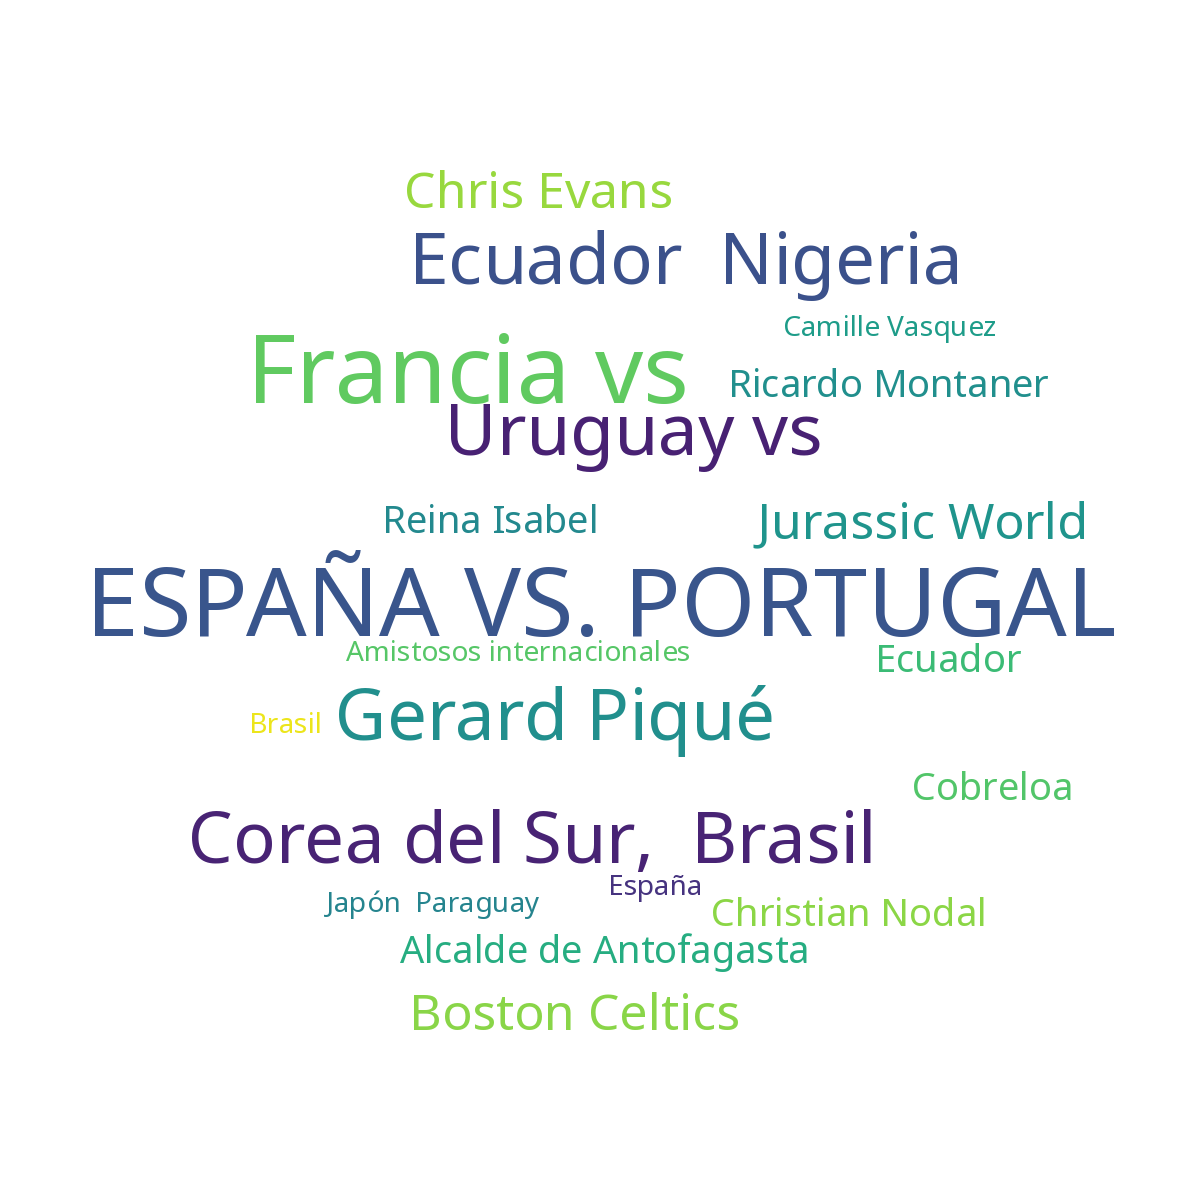 Chris Evans
Ecuador  Nigeria
Camille Vasquez
Francia vs
Ricardo Montaner
Uruguay vs
Reina Isabel
Jurassic World
ESPAÑA VS. PORTUGAL
Amistosos internacionales
Ecuador
Gerard Piqué
Brasil
Cobreloa
Corea del Sur,  Brasil
España
Japón  Paraguay
Christian Nodal
Alcalde de Antofagasta
Boston Celtics